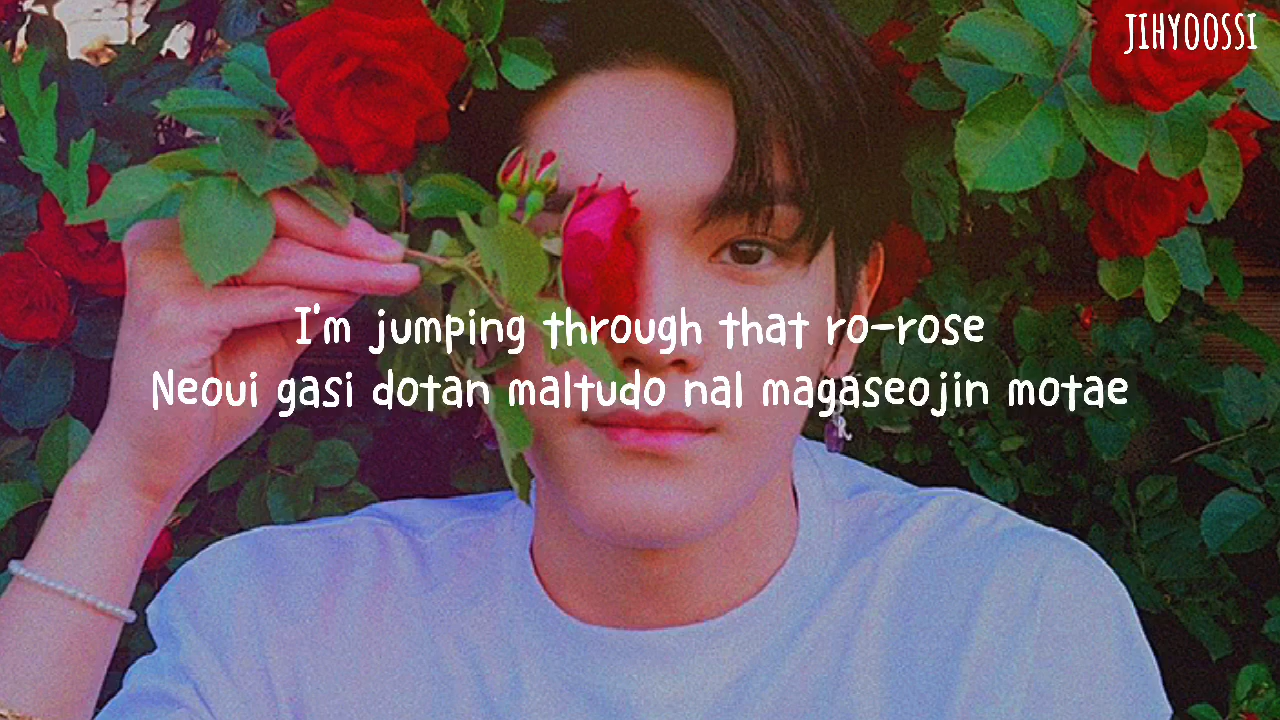 JIHYOOSSI
I'm jumping through that ro-rose
Neoui gasi dotan maltudo nal magaseojin motae